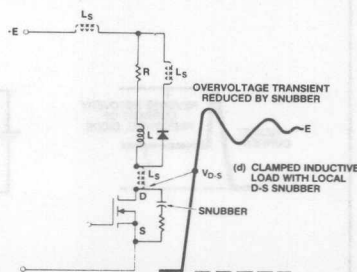 LS
-E
LS
R
OVERVOLTAGE TRANSIENT
REDUCED BY SNUBBER
L
E
LS
VD-S
(d) CLAMPED INDUCTIVE
LOAD WITH LOCAL
D-S SNUBBER
D
SNUBBER
S